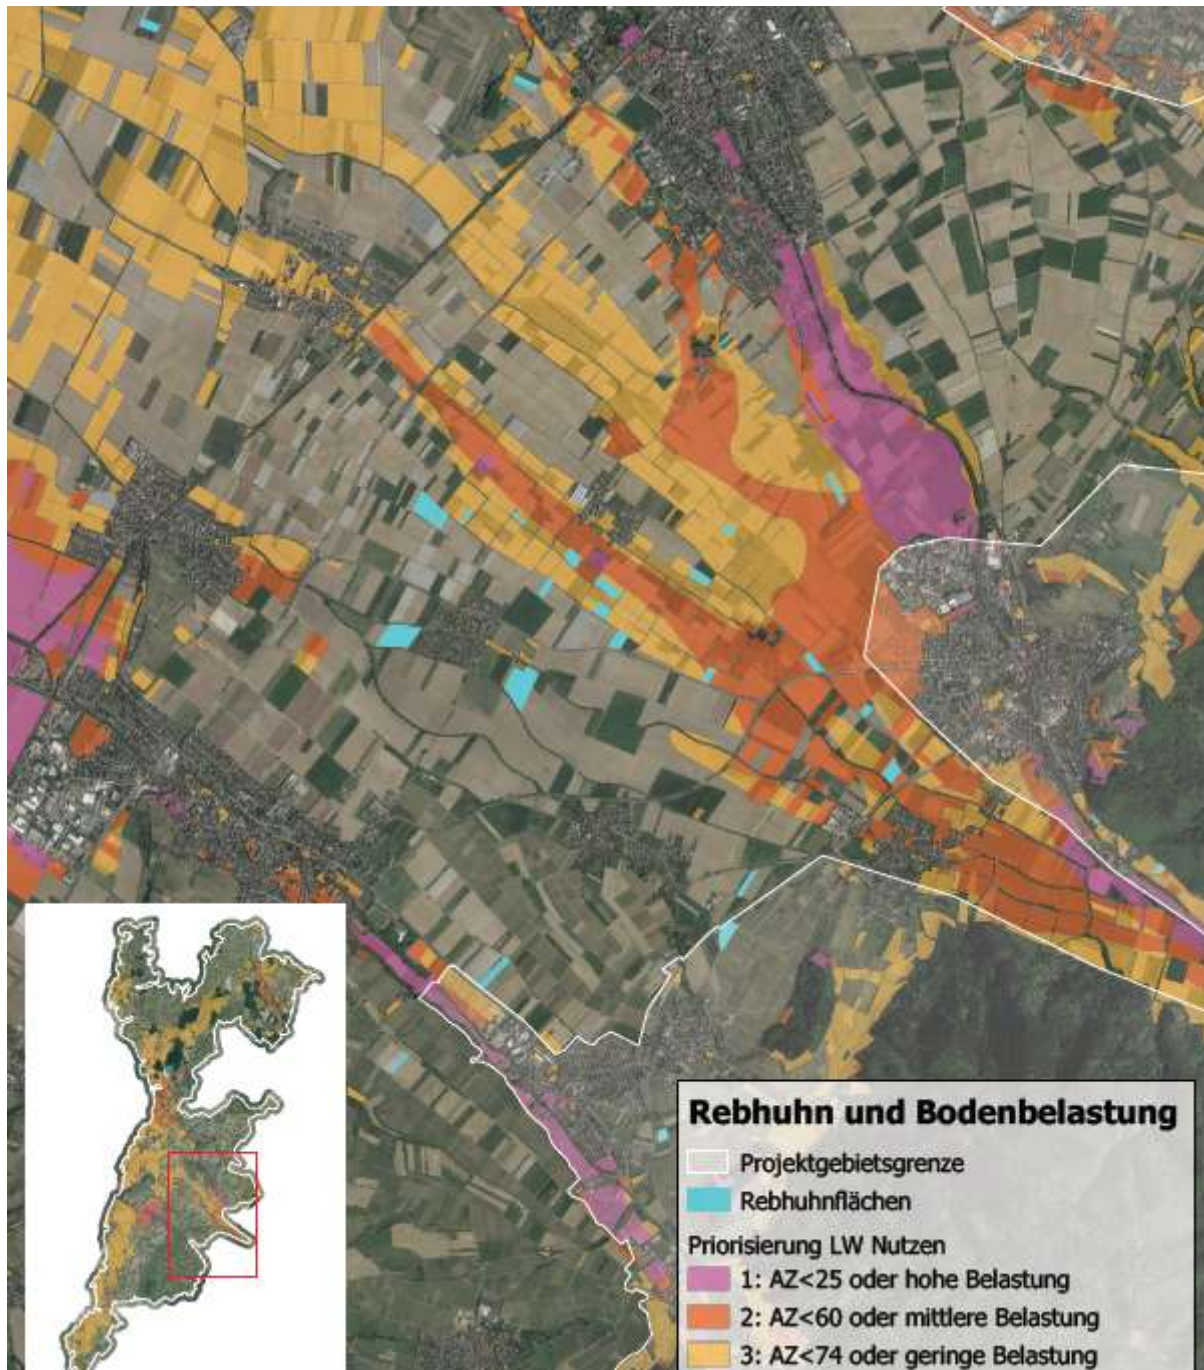 Rebhuhn und Bodenbelastung
Projektgebietsgrenze
Rebhuhnflächen
Priorisierung LW Nutzen
1: AZ<25 oder hohe Belastung
2: AZ<60 oder mittlere Belastung
3: AZ<74 oder geringe Belastung